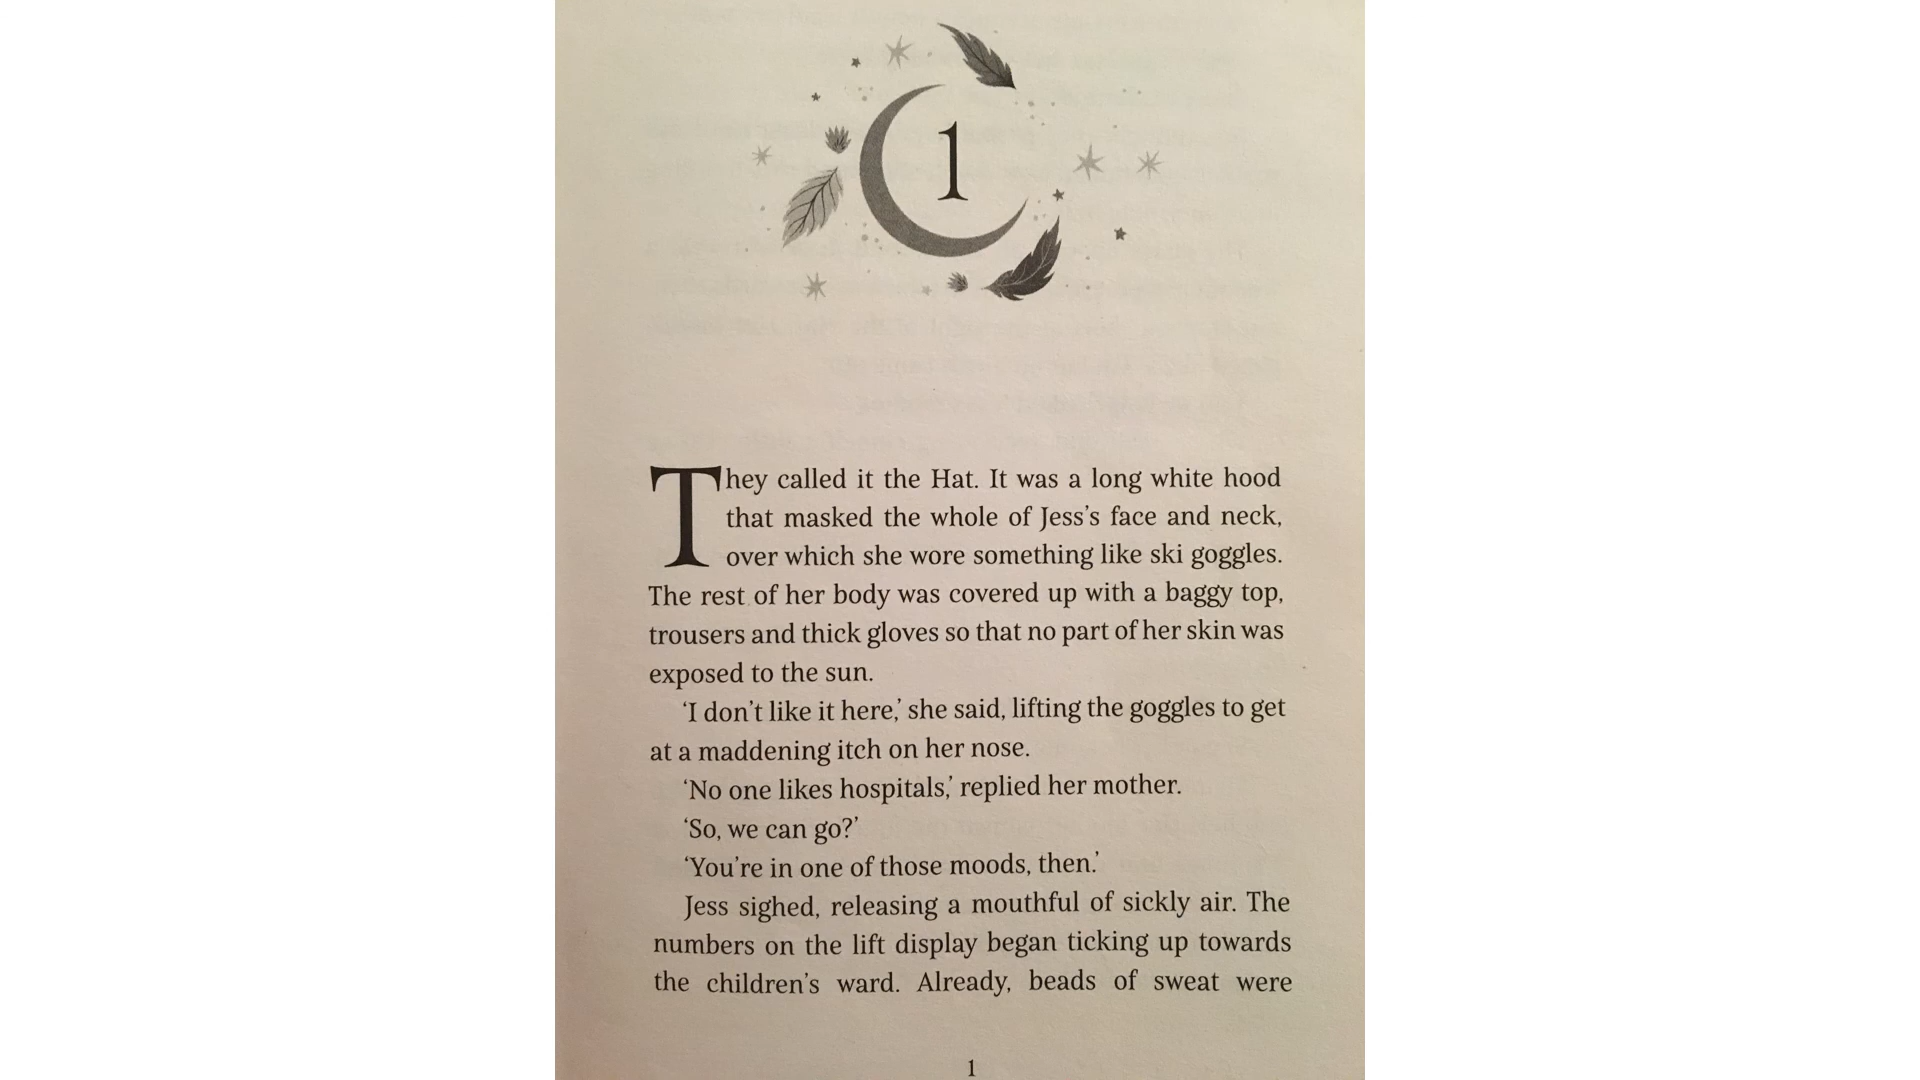 1
They called it the Hat. It was a long white hood
that masked the whole of Jess’s face and neck,
over which she wore something like ski goggles.
The rest of her body was covered up with a baggy top,
trousers and thick gloves so that no part of her skin was
exposed to the sun.
‘I don’t like it here,’ she said, lifting the goggles to get
at a maddening itch on her nose.
‘No one likes hospitals,’ replied her mother.
‘So, we can go?’
‘You’re in one of those moods, then.’
Jess sighed, releasing a mouthful of sickly air. The
numbers on the lift display began ticking up towards
the children’s ward. Already, beads of sweat were
1